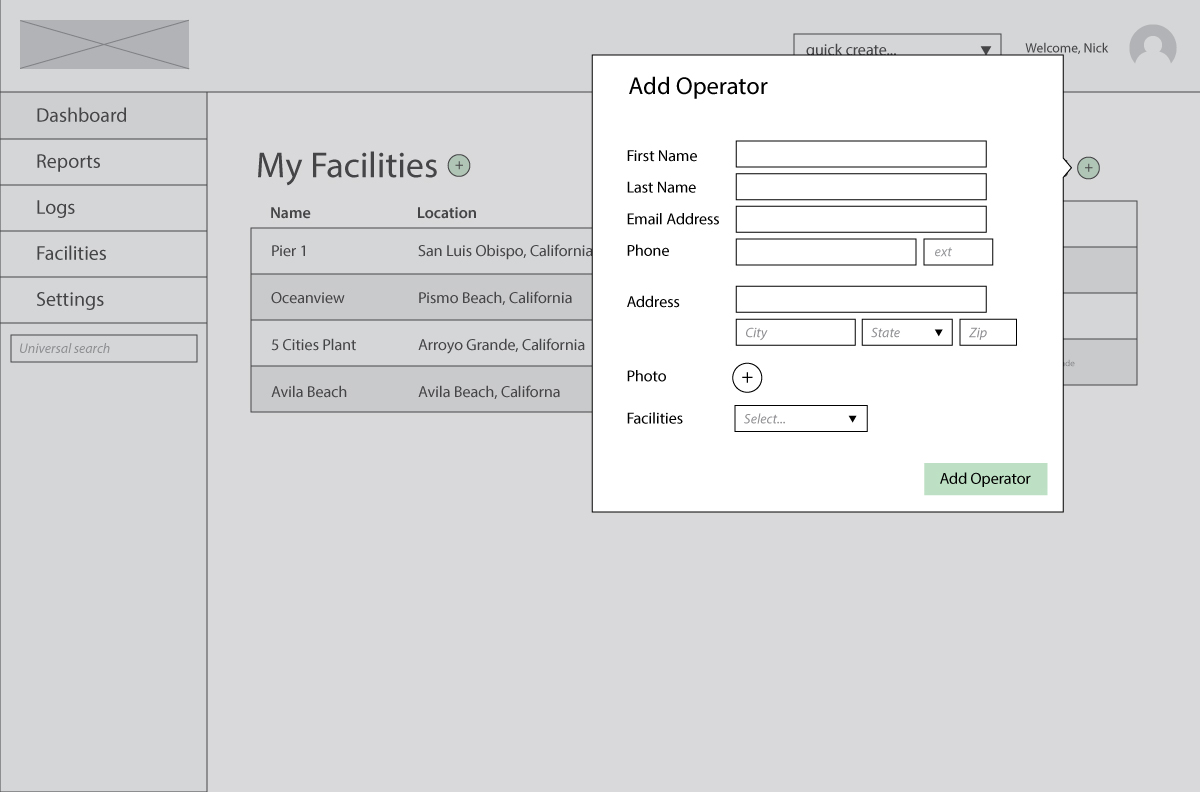 quick create...
Welcome, Nick
Dashboard
Reports
Logs
Facilities
Settings
Universal search
My Facilities +
Name Location
Pier 1 San Luis Obispo, California
Oceanview Pismo Beach, California
5 Cities Plant Arroyo Grande, California
Avila Beach Avila Beach, Californa
Add Operator
First Name
Last Name
Email Address
Phone ext
Address
City State Zip
Photo +
Facilities Select...
Add Operator
+